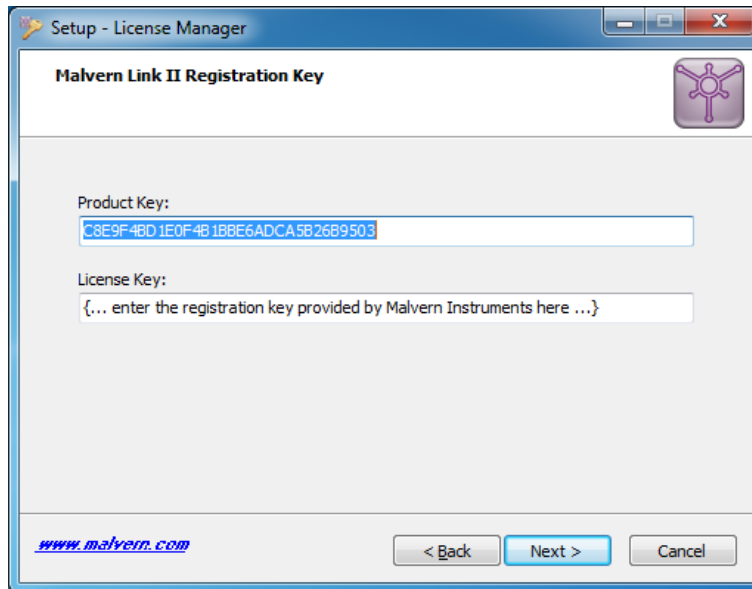 Setup - License Manager
Malvern Link II Registration Key
Product Key:
C8E9F4BD1E0F4B1BBE6ADCA5B26B9503
License Key:
{... enter the registration key provided by Malvern Instruments here ...}
www.malvern.com
< Back
Next >
Cancel